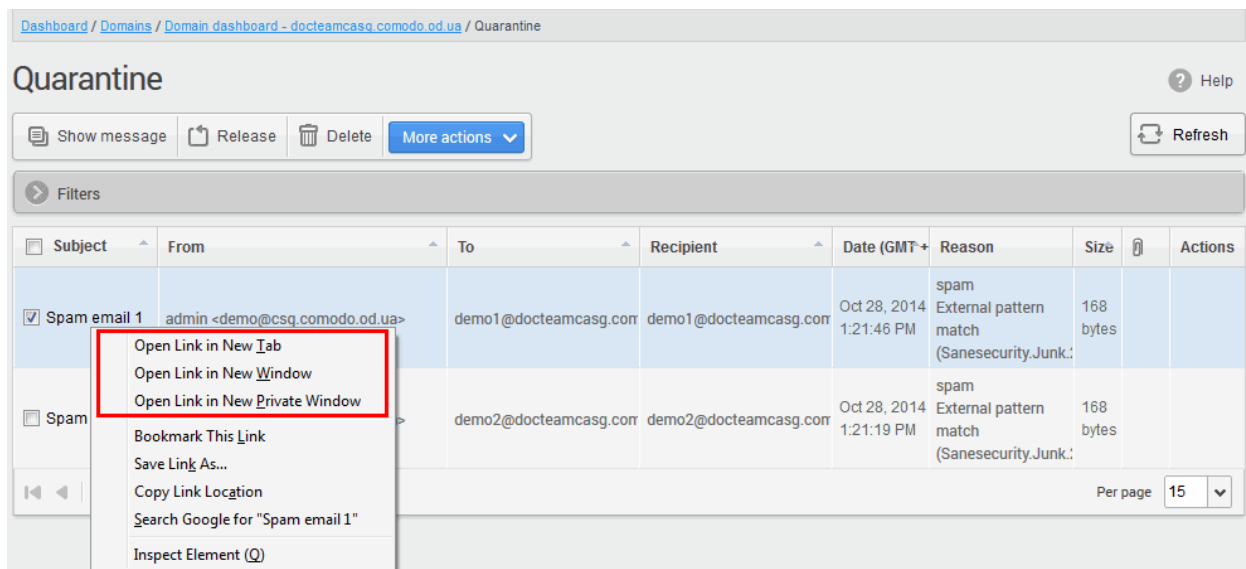 Dashboard / Domains / Domain dashboard - docteamcasg.comodo.od.ua / Quarantine
Quarantine
Help
Show message
Release
Delete
More actions
Refresh
Filters
Subject
From
To
Recipient
Date (GMT+
Reason
Size
Actions
Spam email 1
admin <demo@csg.comodo.od.ua>
demo1@docteamcasg.com
demo1@docteamcasg.com
Oct 28, 2014
1:21:46 PM
spam
External pattern
match
(Sanesecurity.Junk.
168
bytes
Open Link in New Tab
Open Link in New Window
Open Link in New Private Window
Bookmark This Link
Save Link As...
Copy Link Location
Search Google for "Spam email 1"
Inspect Element (Q)
Spam
demo2@docteamcasg.com
demo2@docteamcasg.com
Oct 28, 2014
1:21:19 PM
spam
External pattern
match
(Sanesecurity.Junk.
168
bytes
Per page
15